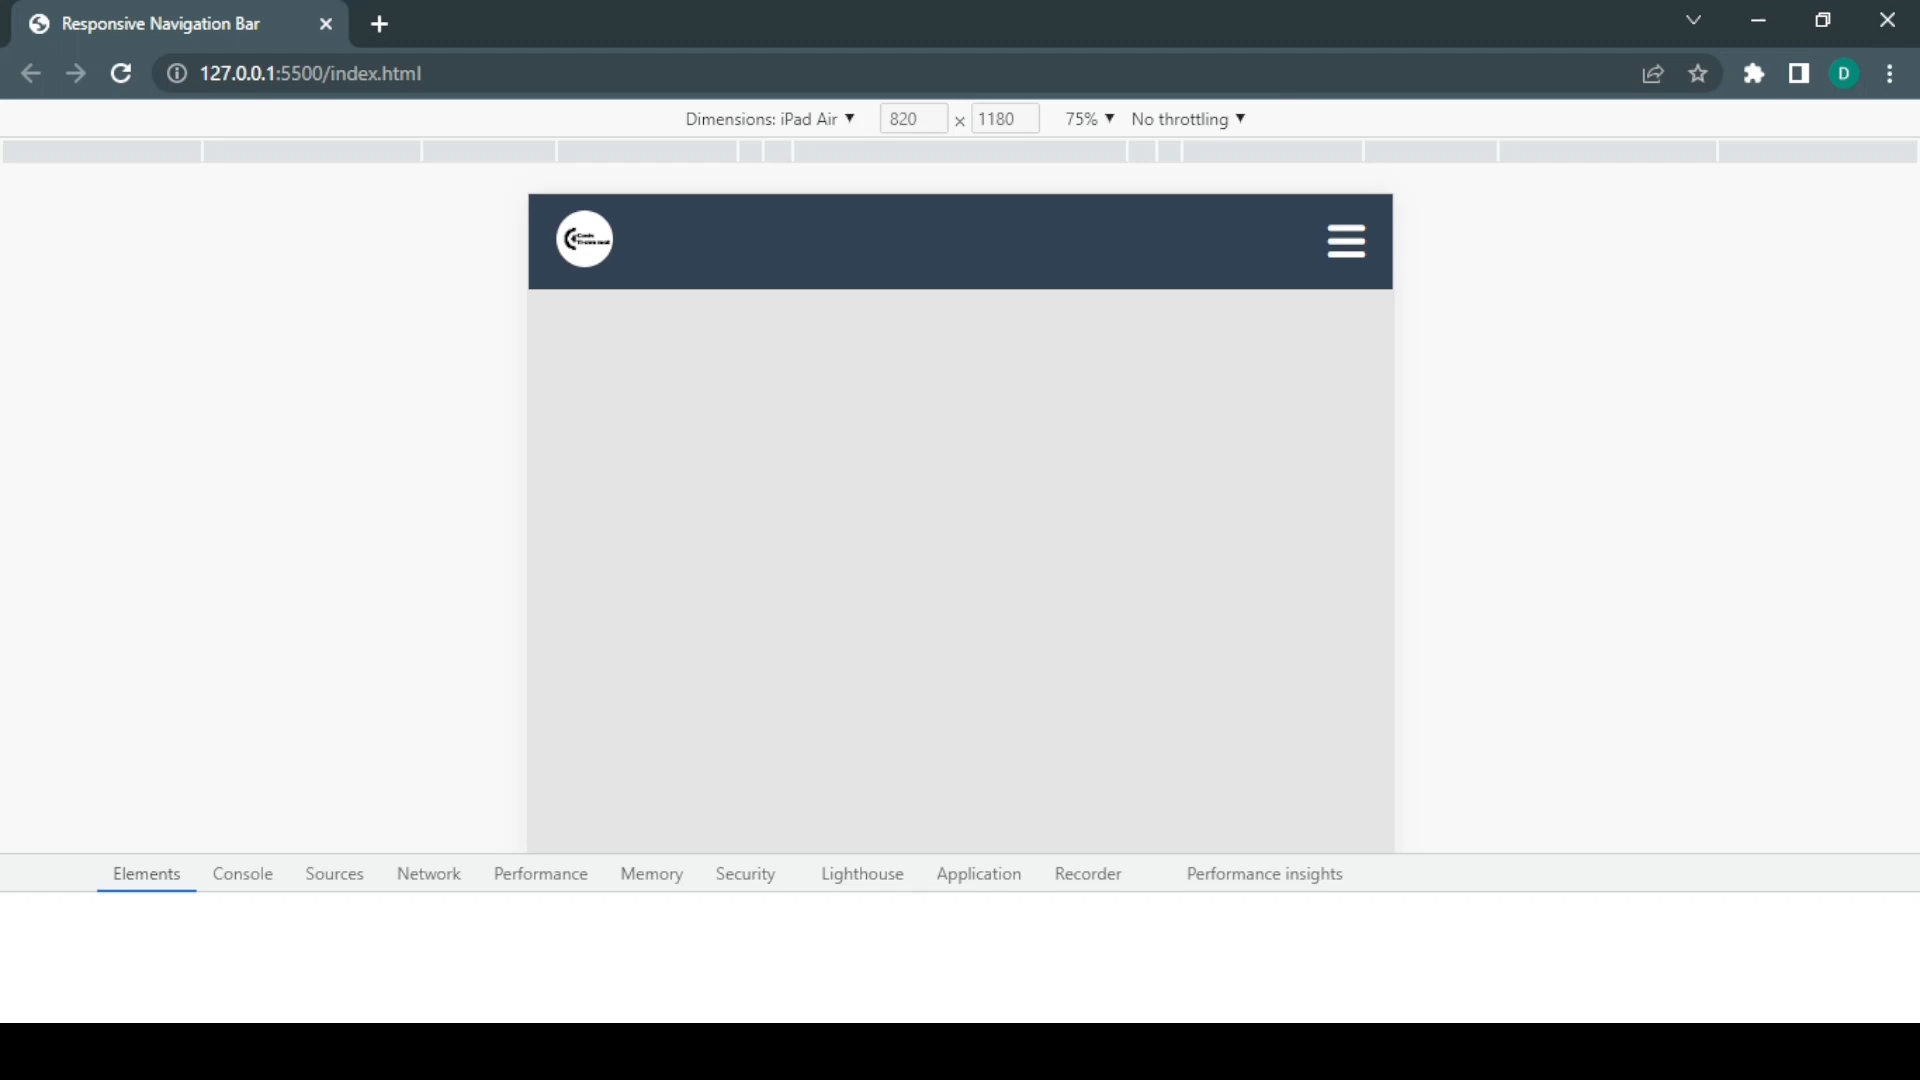 Responsive Navigation Bar
127.0.0.1:5500/index.html
D
Dimensions: iPad Air ▼ 820 × 1180 75% ▼ No throttling ▼
Elements Console Sources Network Performance Memory Security Lighthouse Application Recorder Performance insights